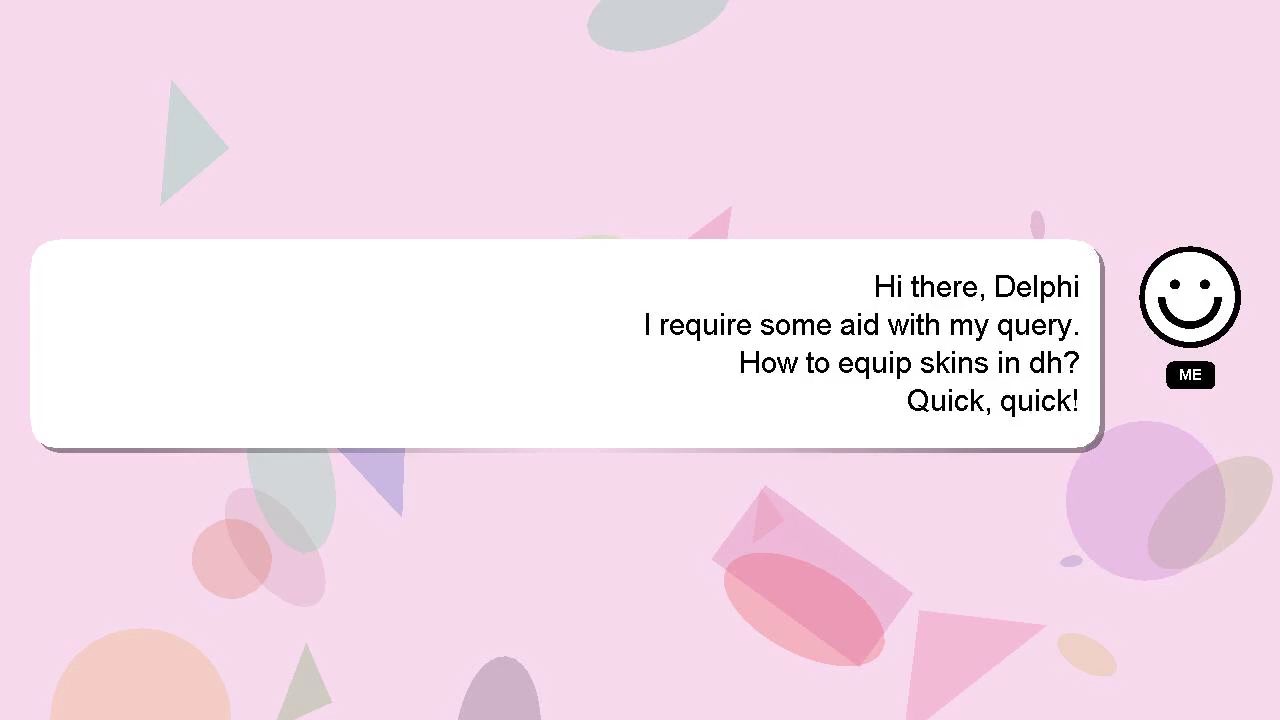 Hi there, Delphi
I require some aid with my query.
How to equip skins in dh?
Quick, quick!
ME